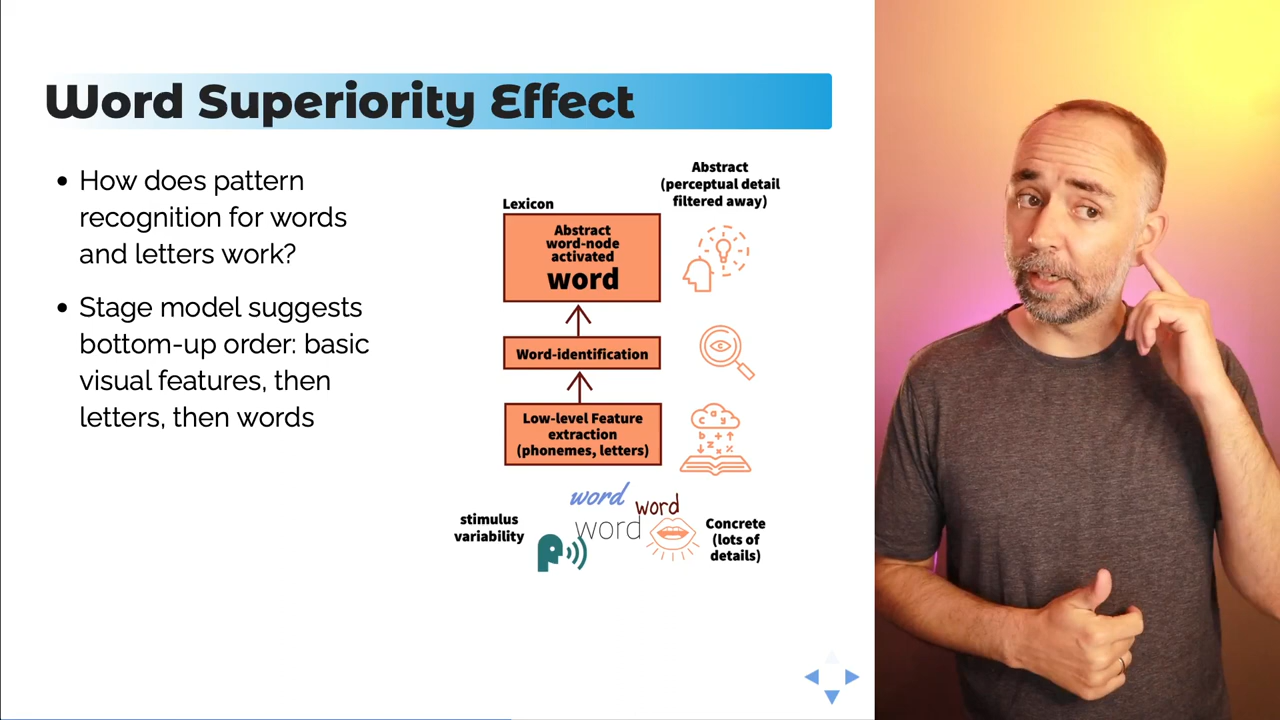 Word Superiority Effect
How does pattern
recognition for words
and letters work?
Stage model suggests
bottom-up order: basic
visual features, then
letters, then words
Abstract
(perceptual detail
filtered away)
Lexicon
Abstract
word-node
activated
word
Word-identification
c
Low-level Feature
extraction
(phonemes, letters)
a
c y
b + ↑
↓ z x %
word
word
word
stimulus
variability
Concrete
(lots of
details)